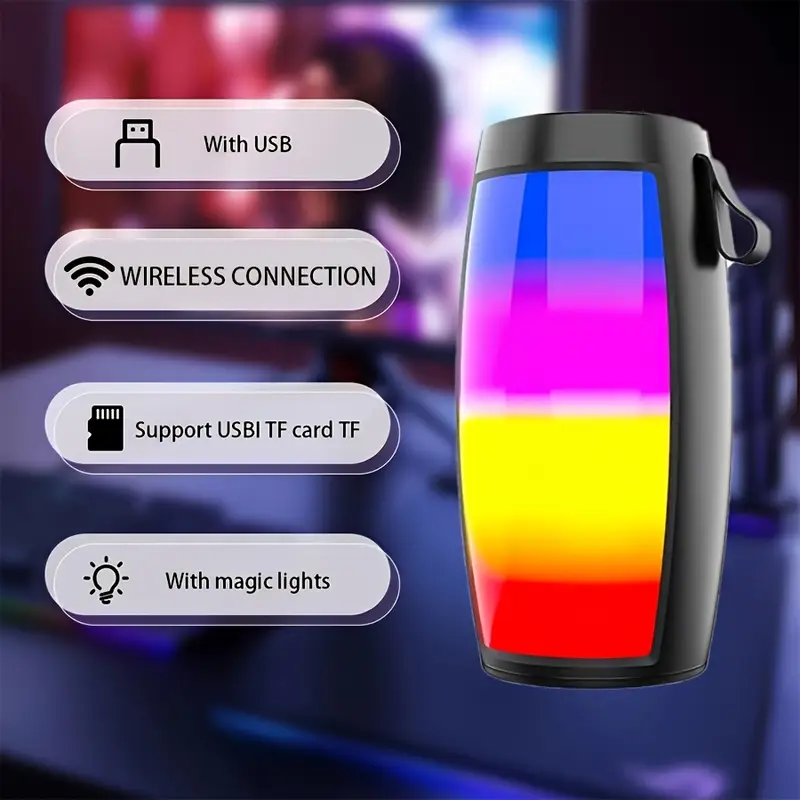 With USB
WIRELESS CONNECTION
Support USBI TF card TF
With magic lights